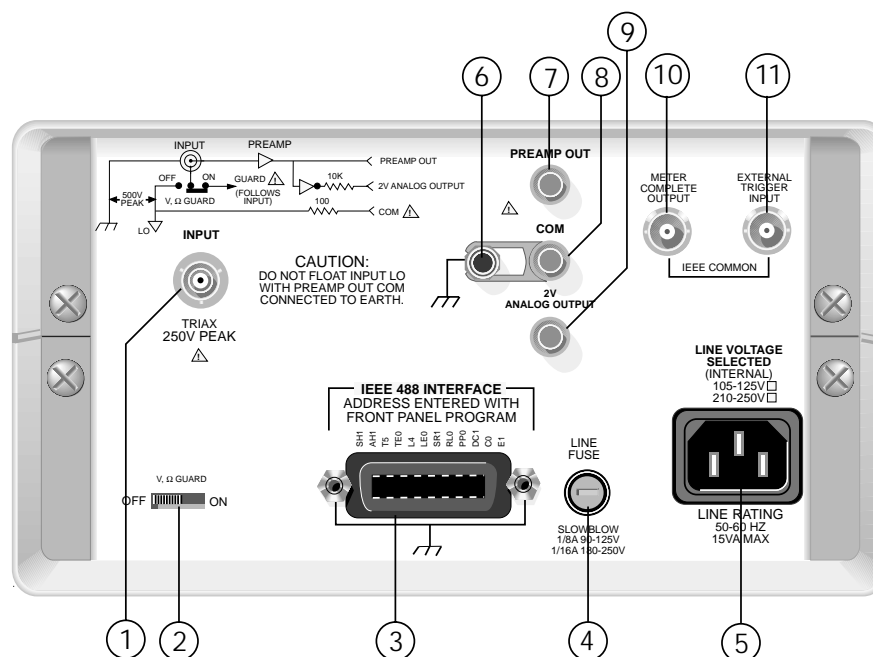 9
6
7
8
10
11
INPUT
PREAMP
PREAMP OUT
OFF
ON
GUARD
10K
2V ANALOG OUTPUT
500V
PEAK
V, Ω GUARD
(FOLLOWS
INPUT)
100
COM
LO
INPUT
TRIAX
250V PEAK
CAUTION:
DO NOT FLOAT INPUT LO
WITH PREAMP OUT COM
CONNECTED TO EARTH.
PREAMP OUT
COM
2V
ANALOG OUTPUT
METER
COMPLETE
OUTPUT
EXTERNAL
TRIGGER
INPUT
IEEE COMMON
LINE VOLTAGE
SELECTED
(INTERNAL)
105-125V
210-250V
IEEE 488 INTERFACE
ADDRESS ENTERED WITH
FRONT PANEL PROGRAM
SH1
AH1
T5
TE0
L4
LE0
SR1
RL0
PP0
DC1
C0
E1
LINE
FUSE
SLOWBLOW
1/8A 90-125V
1/16A 180-250V
LINE RATING
50-60 HZ
15VA MAX
V, Ω GUARD
OFF
ON
1
2
3
4
5